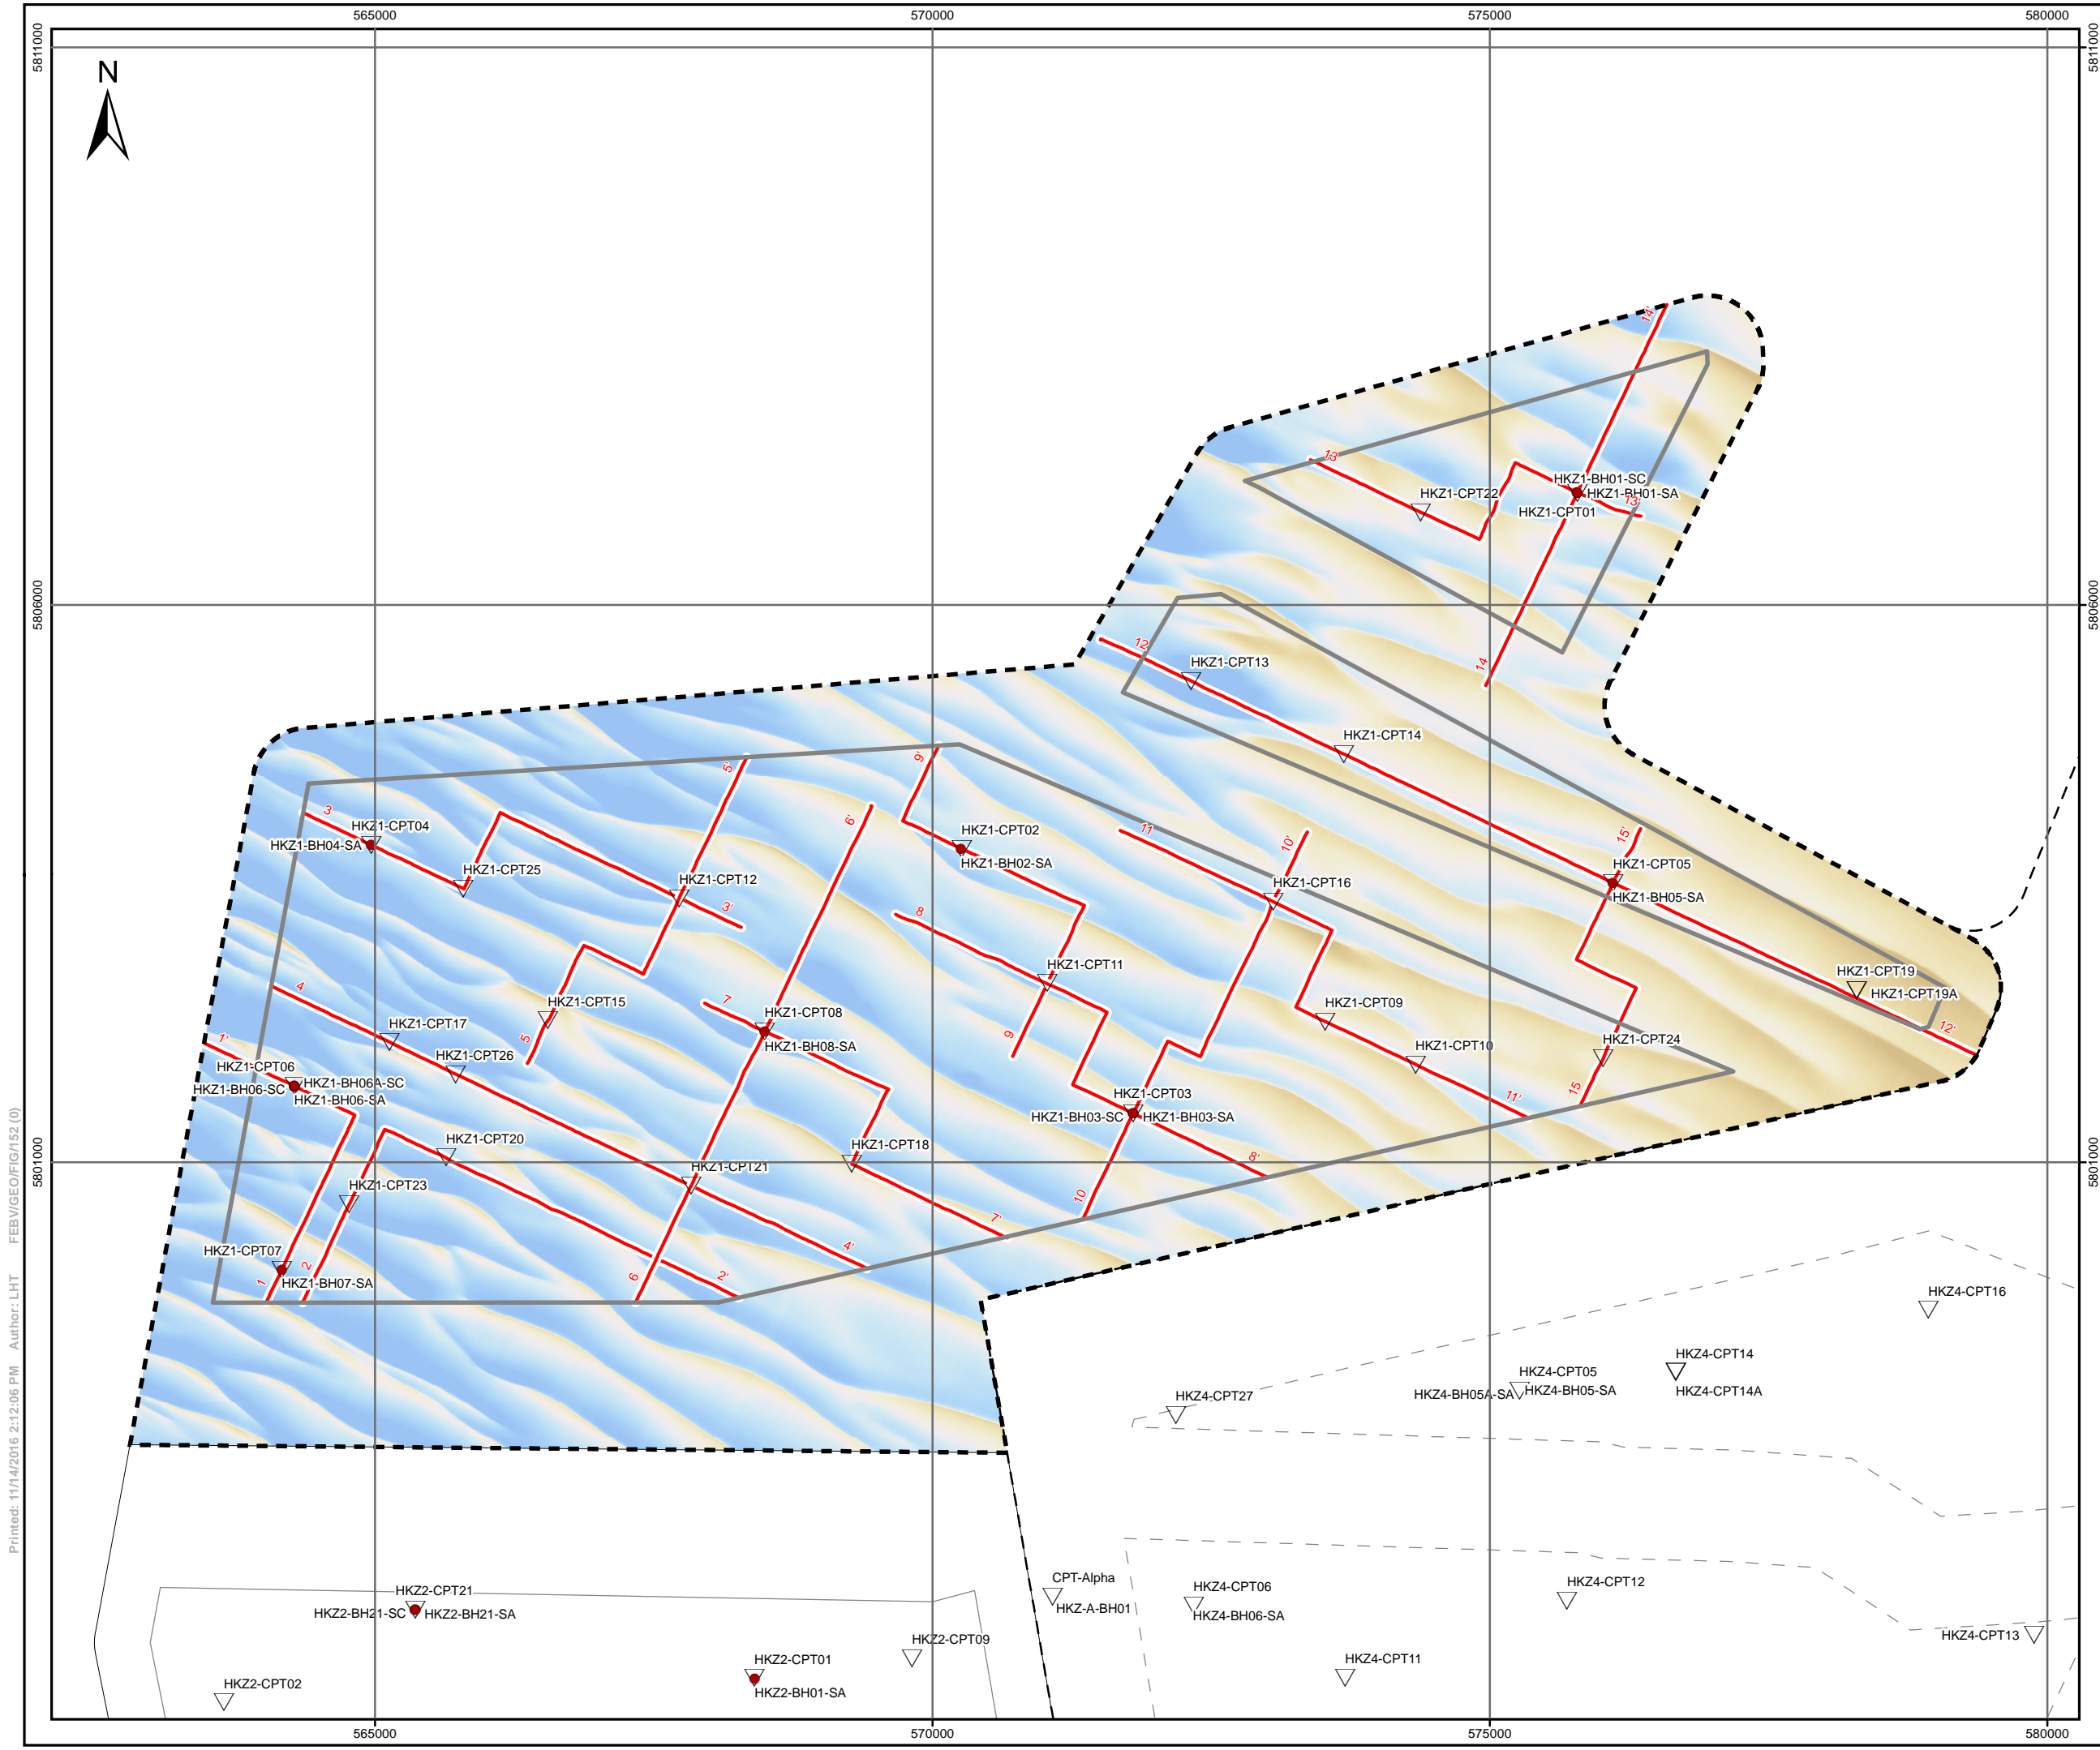 565000
570000
575000
580000
5811000
5811000
N
14'
13
HKZ1-CPT22
HKZ1-BH01-SC
HKZ1-BH01-SA
13'
HKZ1-CPT01
5806000
5806000
12
HKZ1-CPT13
14
HKZ1-CPT14
5'
9'
3
HKZ1-CPT04
HKZ1-BH04-SA
6'
HKZ1-CPT02
HKZ1-BH02-SA
11
10'
15'
HKZ1-CPT25
HKZ1-CPT12
HKZ1-CPT16
HKZ1-CPT05
HKZ1-BH05-SA
3'
8
HKZ1-CPT11
HKZ1-CPT19
HKZ1-CPT19A
4
HKZ1-CPT15
7
HKZ1-CPT08
HKZ1-BH08-SA
HKZ1-CPT09
12'
1'
HKZ1-CPT17
5
9
HKZ1-CPT24
HKZ1-CPT26
HKZ1-CPT10
HKZ1-CPT06
HKZ1-BH06A-SC
HKZ1-BH06-SC
HKZ1-BH06-SA
11'
15
HKZ1-CPT03
HKZ1-BH03-SC
HKZ1-BH03-SA
HKZ1-CPT20
HKZ1-CPT18
8'
5801000
5801000
HKZ1-CPT21
HKZ1-CPT23
10
7'
HKZ1-CPT07
HKZ1-BH07-SA
4'
1
2
6
2'
HKZ4-CPT16
HKZ4-CPT14
HKZ4-CPT14A
HKZ4-CPT05
HKZ4-BH05A-SA
HKZ4-BH05-SA
HKZ4-CPT27
HKZ2-CPT21
HKZ2-BH21-SC
HKZ2-BH21-SA
CPT-Alpha
HKZ-A-BH01
HKZ4-CPT06
HKZ4-BH06-SA
HKZ4-CPT12
HKZ4-CPT13
HKZ2-CPT09
HKZ2-CPT01
HKZ2-BH01-SA
HKZ4-CPT11
HKZ2-CPT02
565000
570000
575000
580000
Printed: 11/14/2016 2:12:06 PM Author: LHT FEBV/GEO/FIG/152 (0)